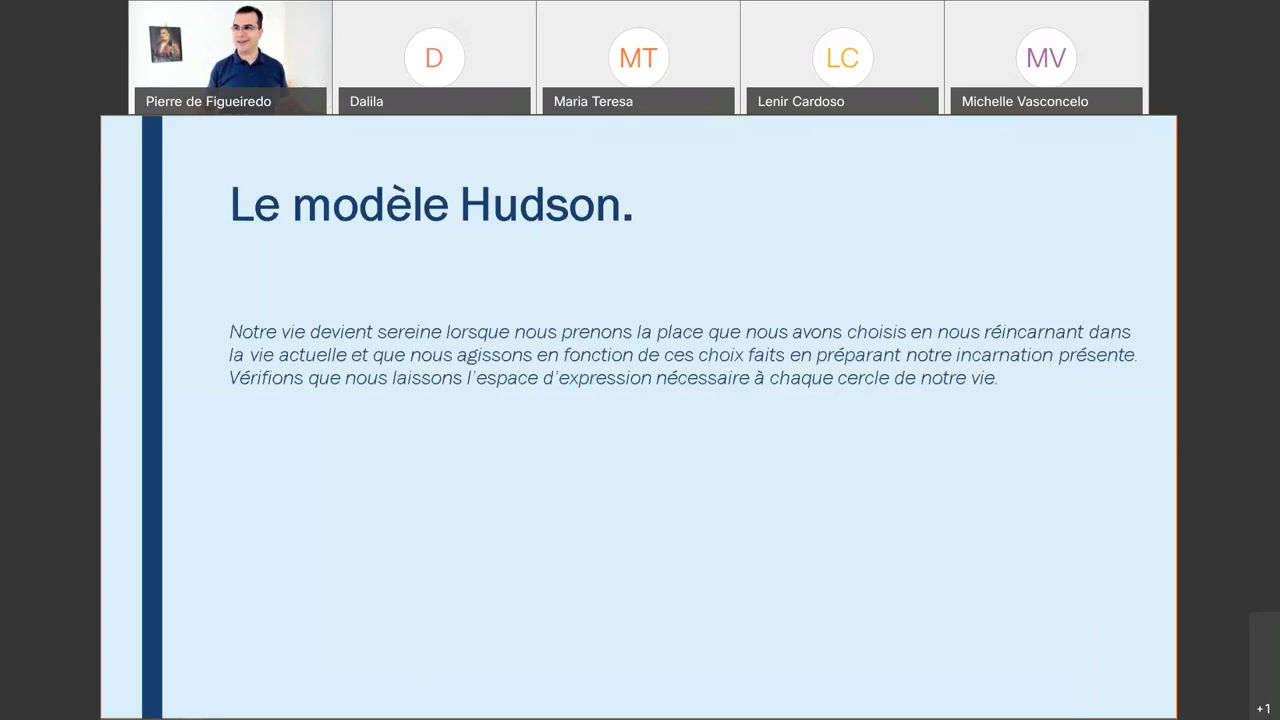 D
MT
LC
MV
Pierre de Figueiredo
Dalila
Maria Teresa
Lenir Cardoso
Michelle Vasconcelo
Le modèle Hudson.
Notre vie devient sereine lorsque nous prenons la place que nous avons choisis en nous réincarnant dans
la vie actuelle et que nous agissons en fonction de ces choix faits en préparant notre incarnation présente.
Vérifions que nous laissons l'espace d'expression nécessaire à chaque cercle de notre vie.
+1